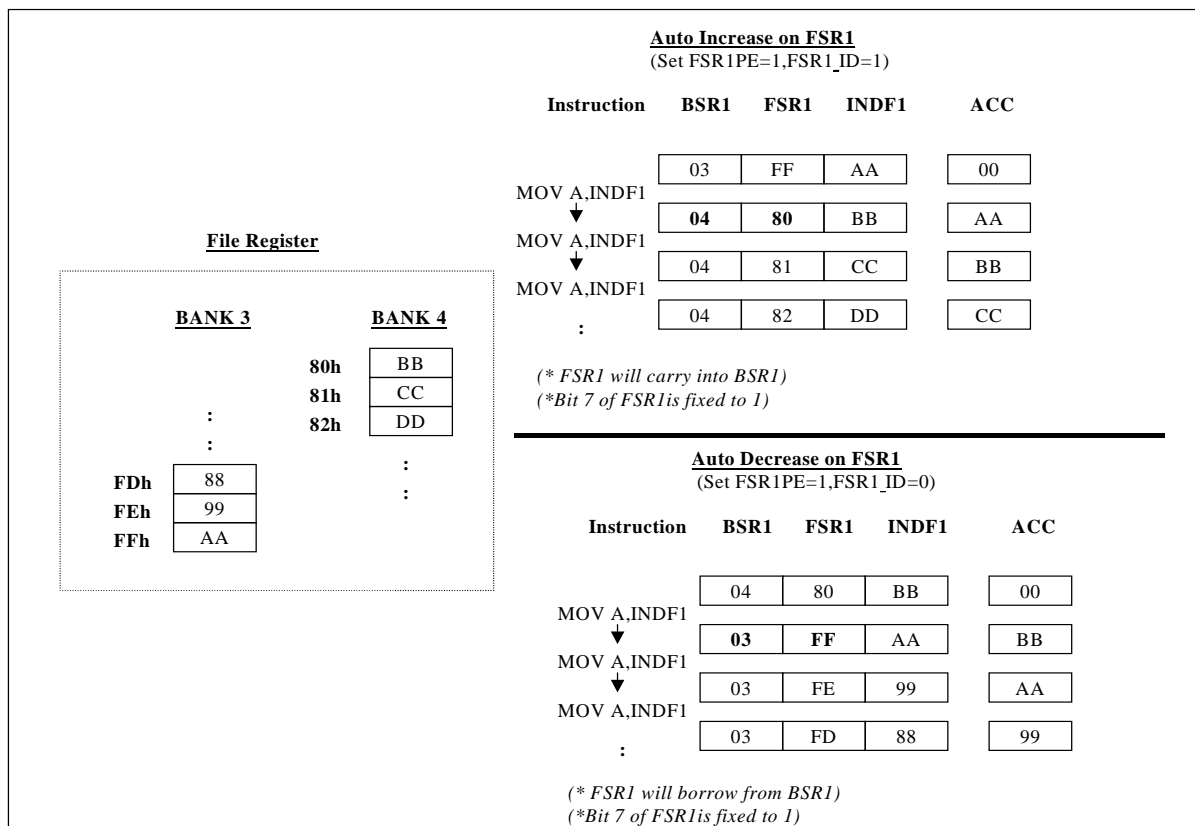 File Register
BANK 3 BANK 4
80h BB
81h CC
: 82h DD
: :
FDh 88 :
FEh 99
FFh AA
Auto Increase on FSR1
(Set FSR1PE=1,FSR1_ID=1)
Instruction BSR1 FSR1 INDF1 ACC
03 FF AA 00
MOV A,INDF1
04 80 BB AA
MOV A,INDF1
04 81 CC BB
MOV A,INDF1
04 82 DD CC
:
(* FSR1 will carry into BSR1)
(*Bit 7 of FSR1is fixed to 1)
Auto Decrease on FSR1
(Set FSR1PE=1,FSR1_ID=0)
Instruction BSR1 FSR1 INDF1 ACC
04 80 BB 00
MOV A,INDF1
03 FF AA BB
MOV A,INDF1
03 FE 99 AA
MOV A,INDF1
03 FD 88 99
:
(* FSR1 will borrow from BSR1)
(*Bit 7 of FSR1is fixed to 1)